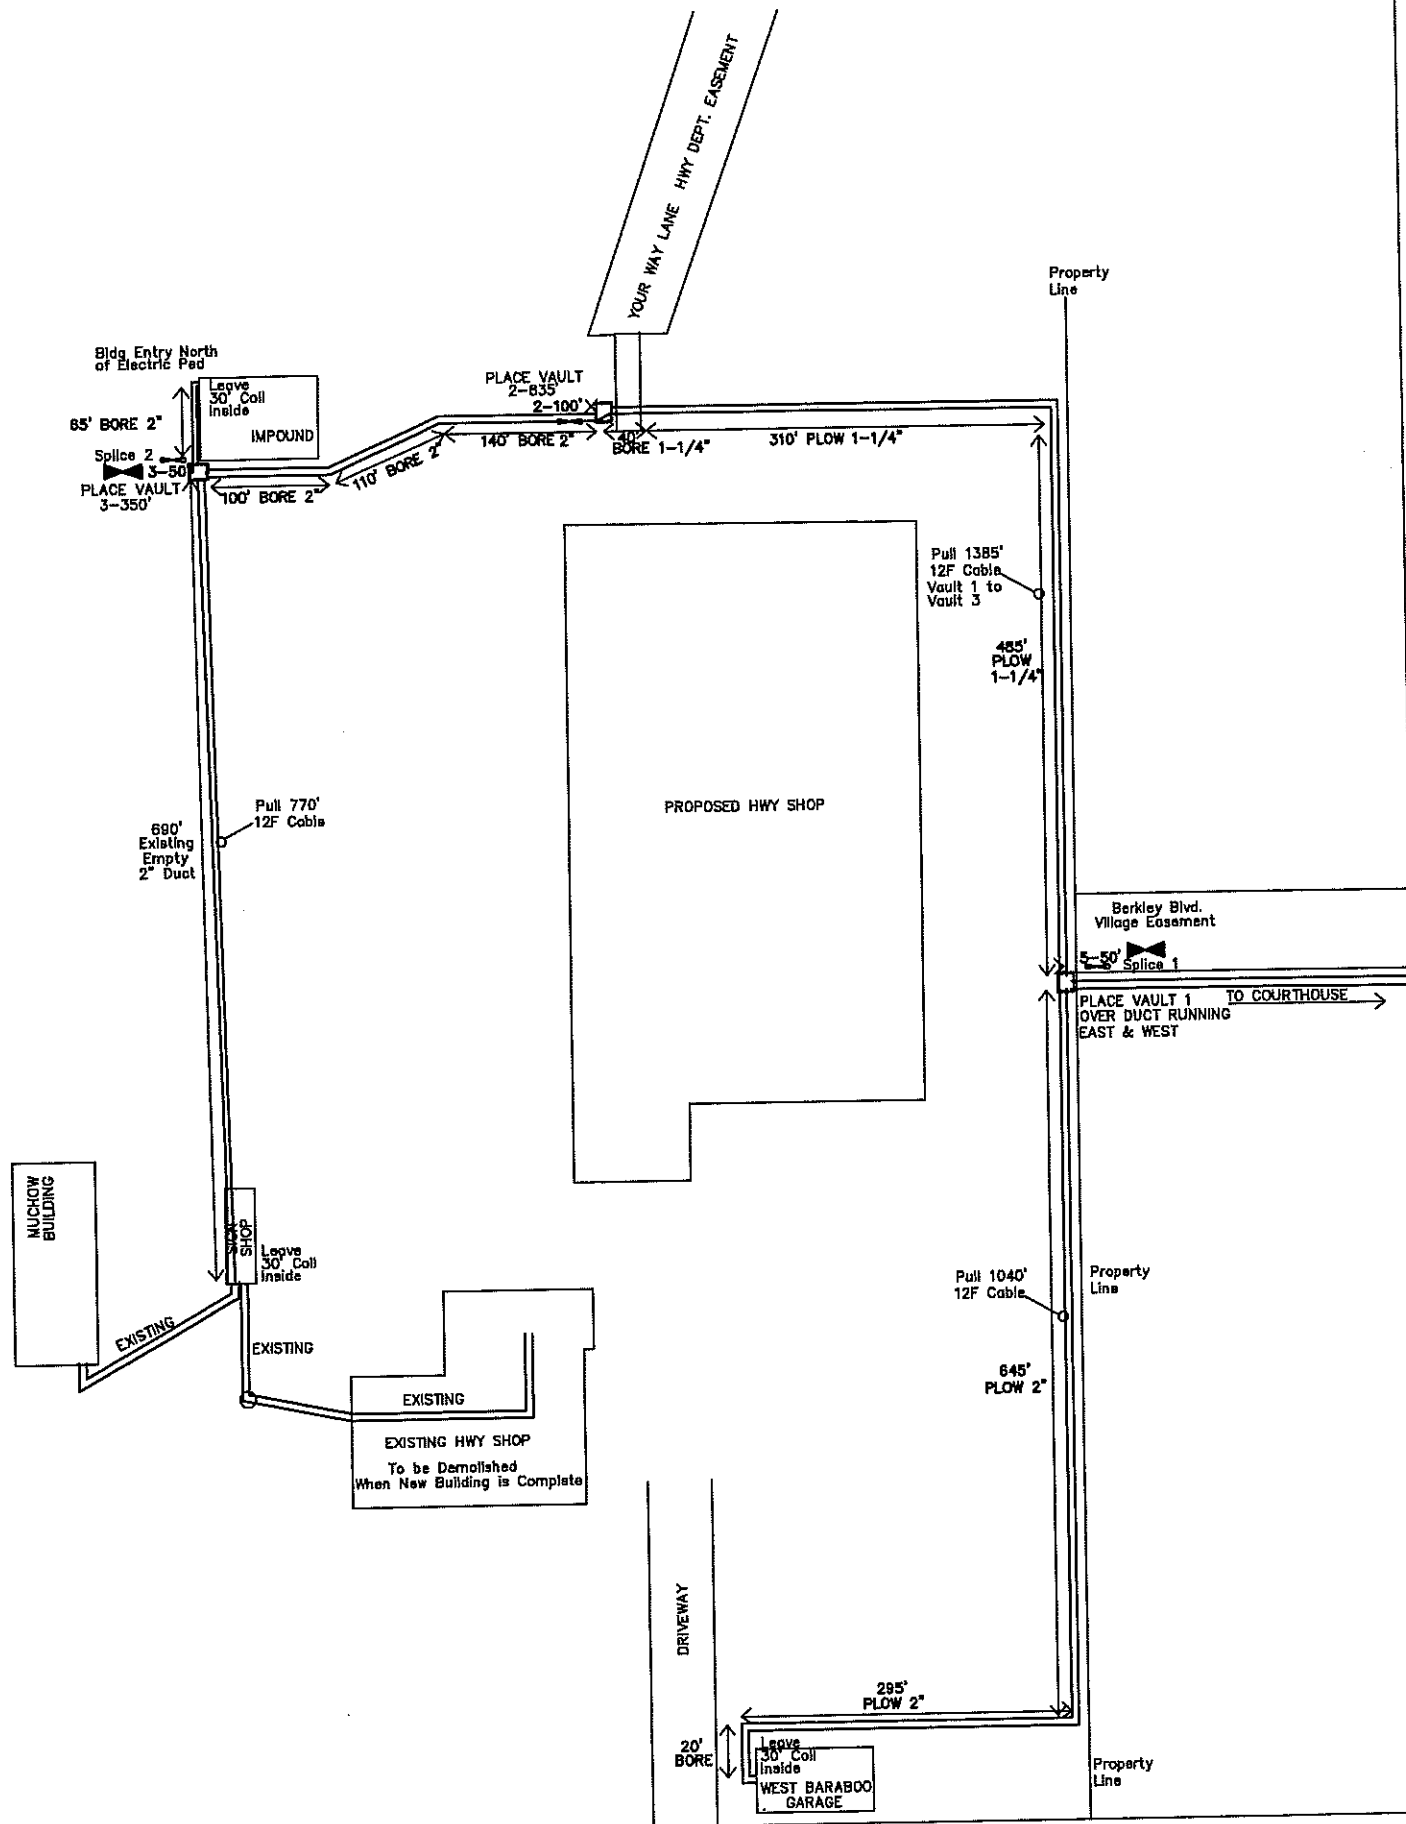 YOUR WAY LANE HWY DEPT. EASEMENT
Property
Line
Bldg Entry North
of Electric Ped
Leave
30' Coil
Inside
IMPOUND
65' BORE 2"
Splice 2
3-50'
PLACE VAULT
3-350'
100' BORE 2"
110' BORE 2"
140' BORE 2"
PLACE VAULT
2-835'
2-100'
40'
BORE 1-1/4"
310' PLOW 1-1/4"
Pull 1385'
12F Cable
Vault 1 to
Vault 3
485'
PLOW
1-1/4"
PROPOSED HWY SHOP
Pull 770'
12F Cable
690'
Existing
Empty
2" Duct
Berkley Blvd.
Village Easement
5-50'
Splice 1
PLACE VAULT 1
OVER DUCT RUNNING
EAST & WEST
TO COURTHOUSE
MUCHOW
BUILDING
SIGN
SHOP
Leave
30' Coil
Inside
EXISTING
EXISTING
EXISTING
EXISTING HWY SHOP
To be Demolished
When New Building is Complete
Pull 1040'
12F Cable
Property
Line
645'
PLOW 2"
DRIVEWAY
295'
PLOW 2"
20'
BORE
Leave
30' Coil
Inside
WEST BARABOO
GARAGE
Property
Line